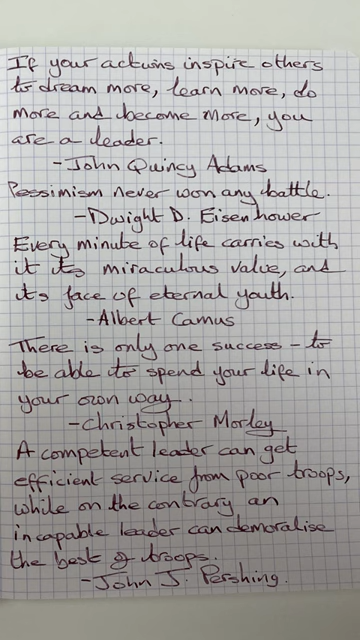 If your actions inspire others
to dream more, learn more, do
more and become more, you
are a leader.
-John Quincy Adams
Pessimism never won any battle.
-Dwight D. Eisenhower
Every minute of life carries with
it its miraculous value, and
its face of eternal youth.
-Albert Camus
There is only one success - to
be able to spend your life in
your own way.
-Christopher Morley
A competent leader can get
efficient service from poor troops,
while on the contrary an
incapable leader can demoralise
the best of troops.
-John J. Pershing.